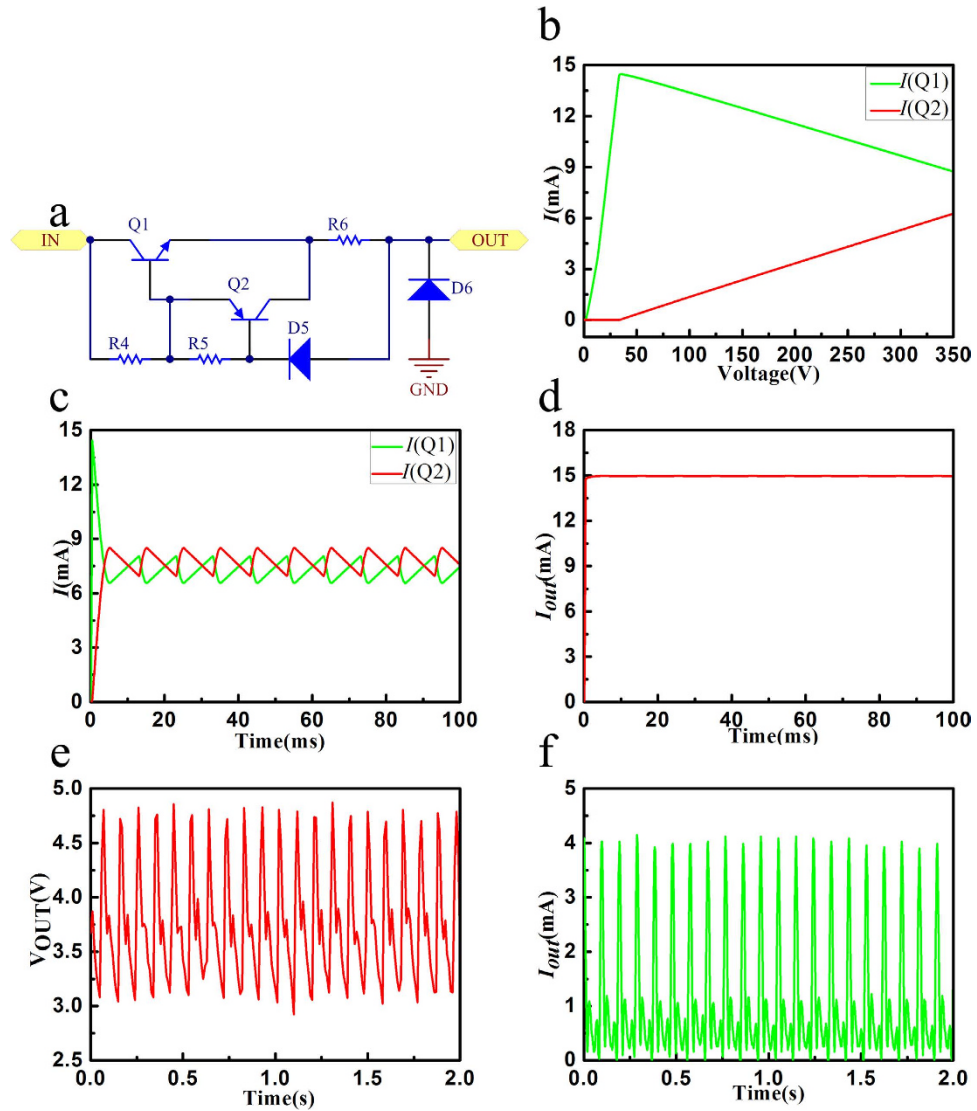 a
IN
Q1
R6
OUT
Q2
D6
D5
R4
R5
GND
b
15
12
9
6
3
0
I(mA)
I(Q1)
I(Q2)
0 50 100 150 200 250 300 350
Voltage(V)
c
15
12
9
6
3
0
I(mA)
I(Q1)
I(Q2)
0 20 40 60 80 100
Time(ms)
d
18
15
12
9
6
3
0
Iout(mA)
0 20 40 60 80 100
Time(ms)
e
5.0
4.5
4.0
3.5
3.0
2.5
VOUT(V)
0.0 0.5 1.0 1.5 2.0
Time(s)
f
5
4
3
2
1
0
Iout(mA)
0.0 0.5 1.0 1.5 2.0
Time(s)